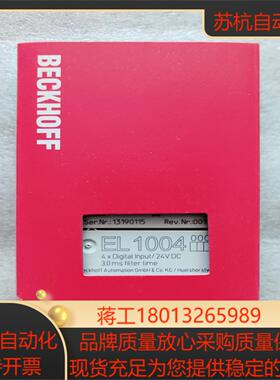 苏杭自动
BECKHOFF
Ser.Nr.: 13190115 Rev.Nr.:001
EL1004
4 x Digital Input/ 24V DC
3.0 ms filter time
Beckhoff Automation GmbH & Co. KG / Huelshorstw
蒋工18013265989
自动化 品牌质量放心采购质量
开票 现货充足为您提供稳定的